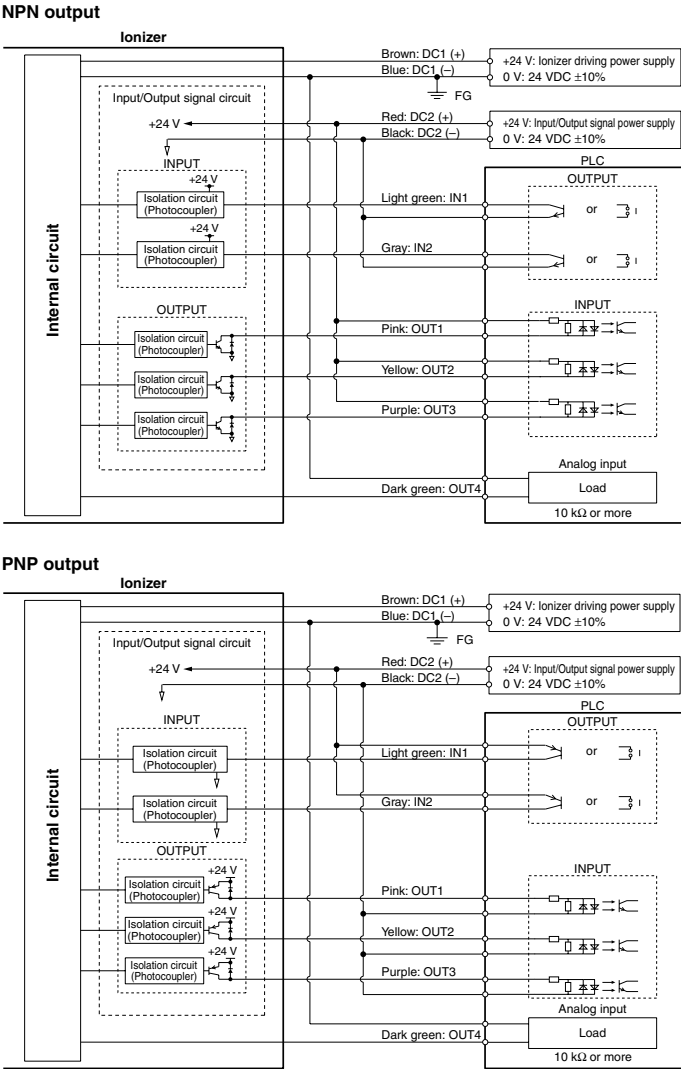 NPN output
Ionizer
Brown: DC1 (+)
Blue: DC1 (–)
+24 V: Ionizer driving power supply
0 V: 24 VDC ±10%
FG
Input/Output signal circuit
+24 V
Red: DC2 (+)
Black: DC2 (–)
+24 V: Input/Output signal power supply
0 V: 24 VDC ±10%
PLC
INPUT
OUTPUT
+24 V
Isolation circuit
(Photocoupler)
Light green: IN1
or
+24 V
Isolation circuit
(Photocoupler)
Gray: IN2
or
Internal circuit
OUTPUT
INPUT
Isolation circuit
(Photocoupler)
Pink: OUT1
Isolation circuit
(Photocoupler)
Yellow: OUT2
Isolation circuit
(Photocoupler)
Purple: OUT3
Analog input
Dark green: OUT4
Load
10 kΩ or more
PNP output
Ionizer
Brown: DC1 (+)
Blue: DC1 (–)
+24 V: Ionizer driving power supply
0 V: 24 VDC ±10%
FG
Input/Output signal circuit
+24 V
Red: DC2 (+)
Black: DC2 (–)
+24 V: Input/Output signal power supply
0 V: 24 VDC ±10%
PLC
INPUT
OUTPUT
Isolation circuit
(Photocoupler)
Light green: IN1
or
Isolation circuit
(Photocoupler)
Gray: IN2
or
Internal circuit
OUTPUT
INPUT
+24 V
Isolation circuit
(Photocoupler)
Pink: OUT1
+24 V
Isolation circuit
(Photocoupler)
Yellow: OUT2
+24 V
Isolation circuit
(Photocoupler)
Purple: OUT3
Analog input
Dark green: OUT4
Load
10 kΩ or more